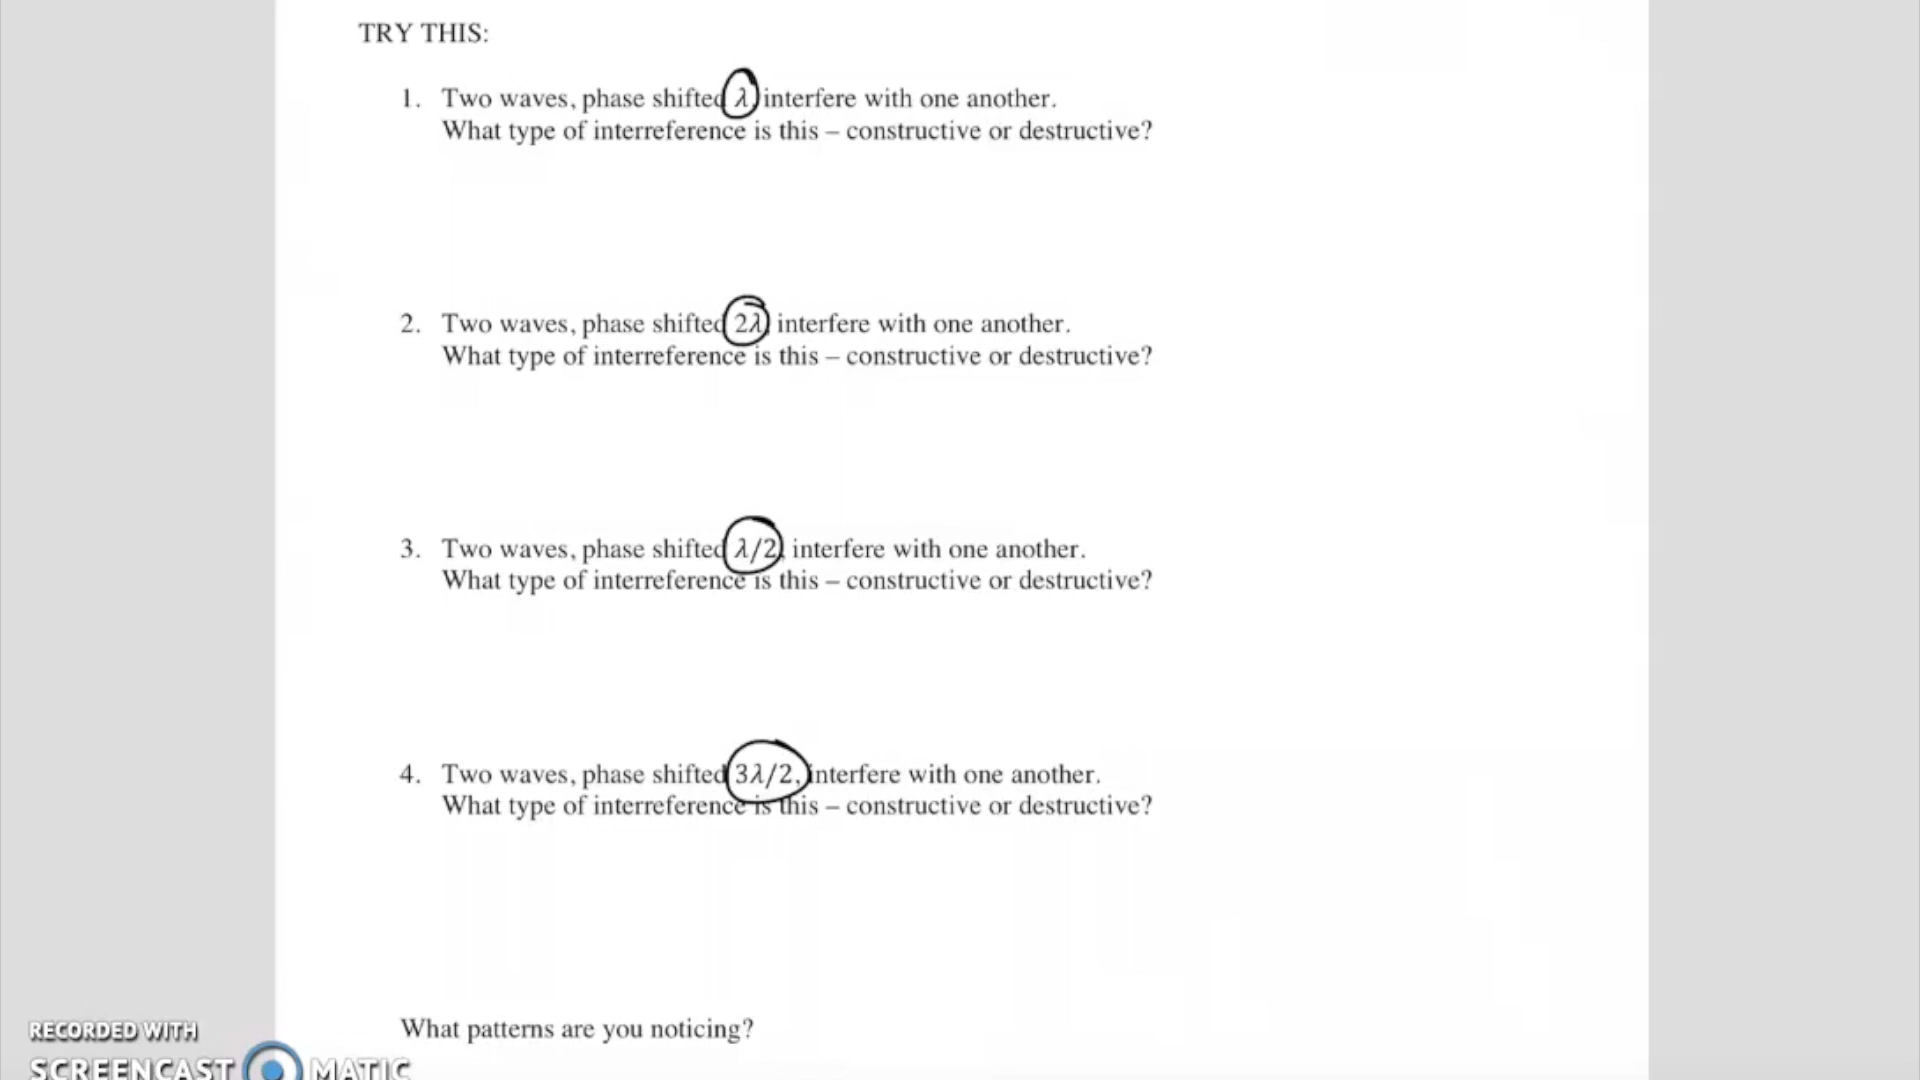 TRY THIS:
1. Two waves, phase shifted λ, interfere with one another.
What type of interreference is this – constructive or destructive?
2. Two waves, phase shifted 2λ, interfere with one another.
What type of interreference is this – constructive or destructive?
3. Two waves, phase shifted λ/2, interfere with one another.
What type of interreference is this – constructive or destructive?
4. Two waves, phase shifted 3λ/2, interfere with one another.
What type of interreference is this – constructive or destructive?
What patterns are you noticing?
RECORDED WITH
SCREENCAST MATIC